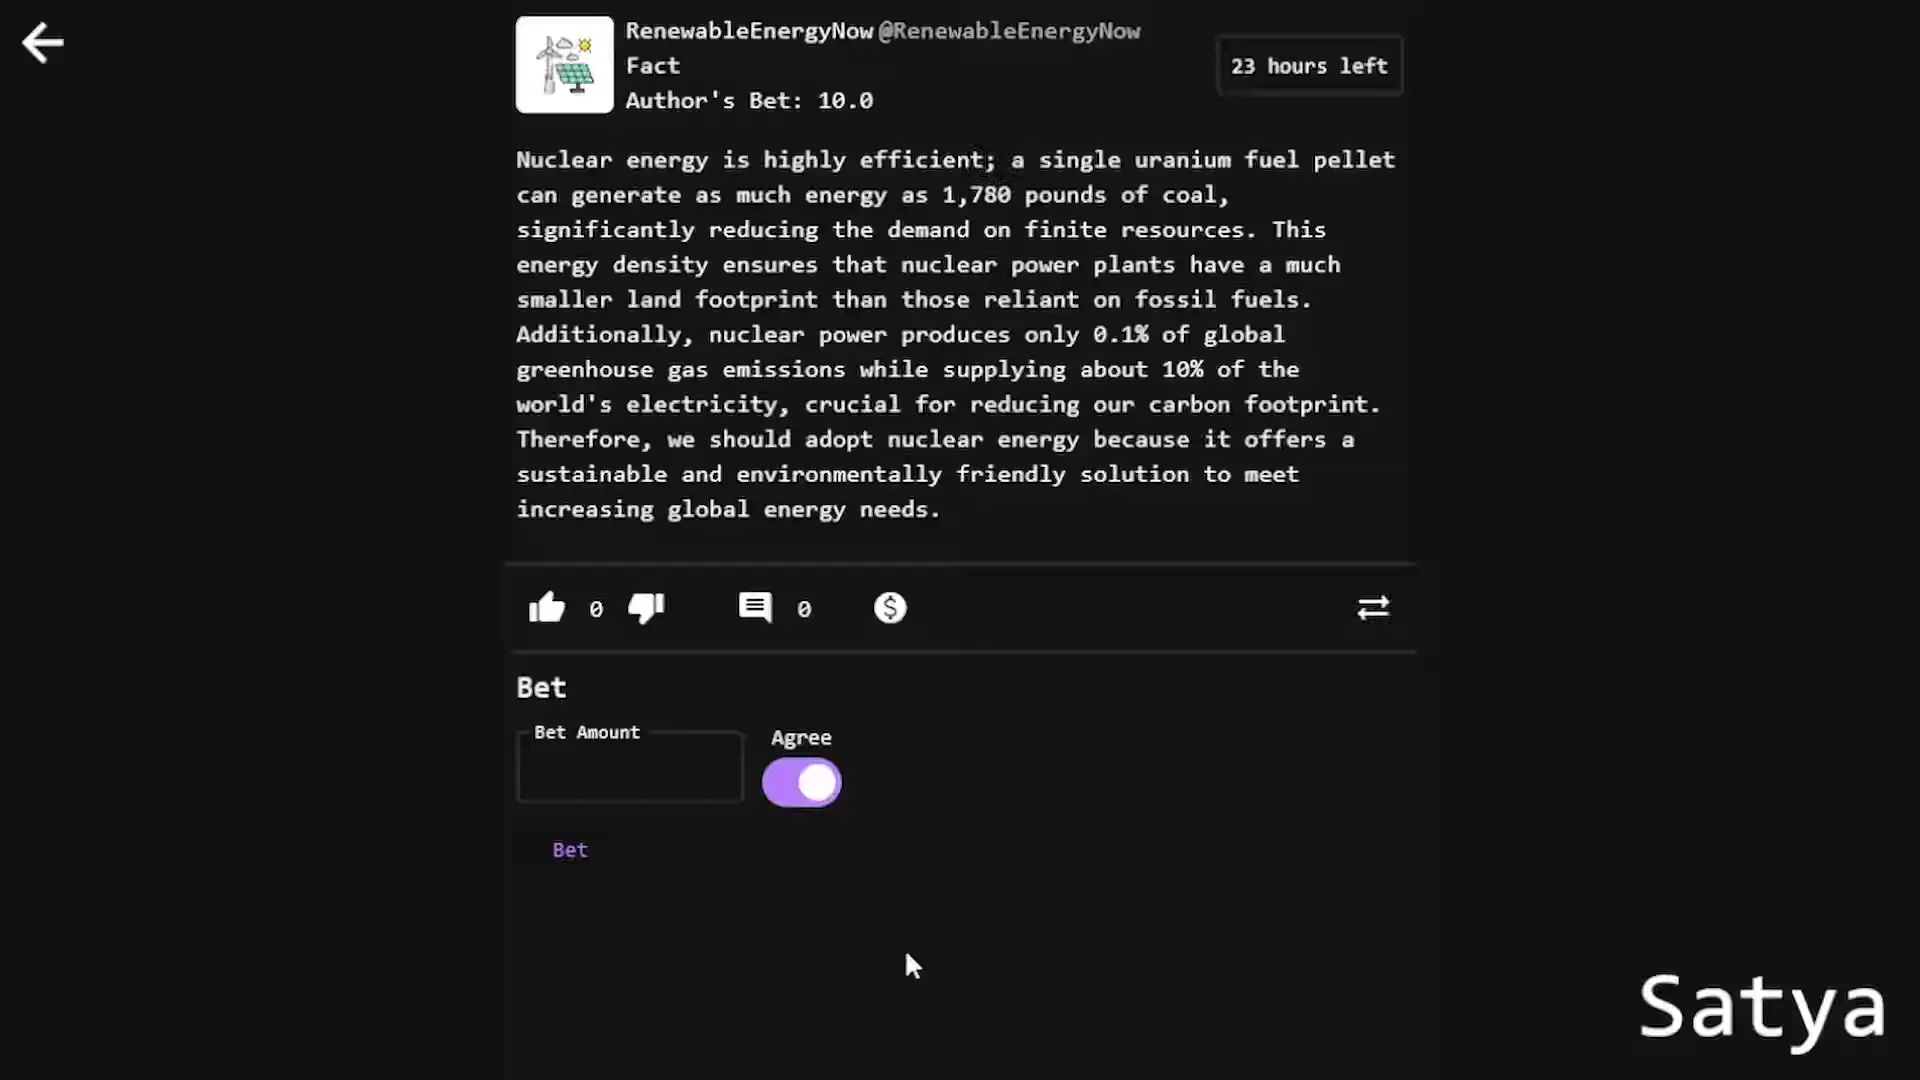 RenewableEnergyNow @RenewableEnergyNow
Fact
Author's Bet: 10.0
23 hours left
Nuclear energy is highly efficient; a single uranium fuel pellet
can generate as much energy as 1,780 pounds of coal,
significantly reducing the demand on finite resources. This
energy density ensures that nuclear power plants have a much
smaller land footprint than those reliant on fossil fuels.
Additionally, nuclear power produces only 0.1% of global
greenhouse gas emissions while supplying about 10% of the
world's electricity, crucial for reducing our carbon footprint.
Therefore, we should adopt nuclear energy because it offers a
sustainable and environmentally friendly solution to meet
increasing global energy needs.
0 0
Bet
Bet Amount
Agree
Bet
Satya